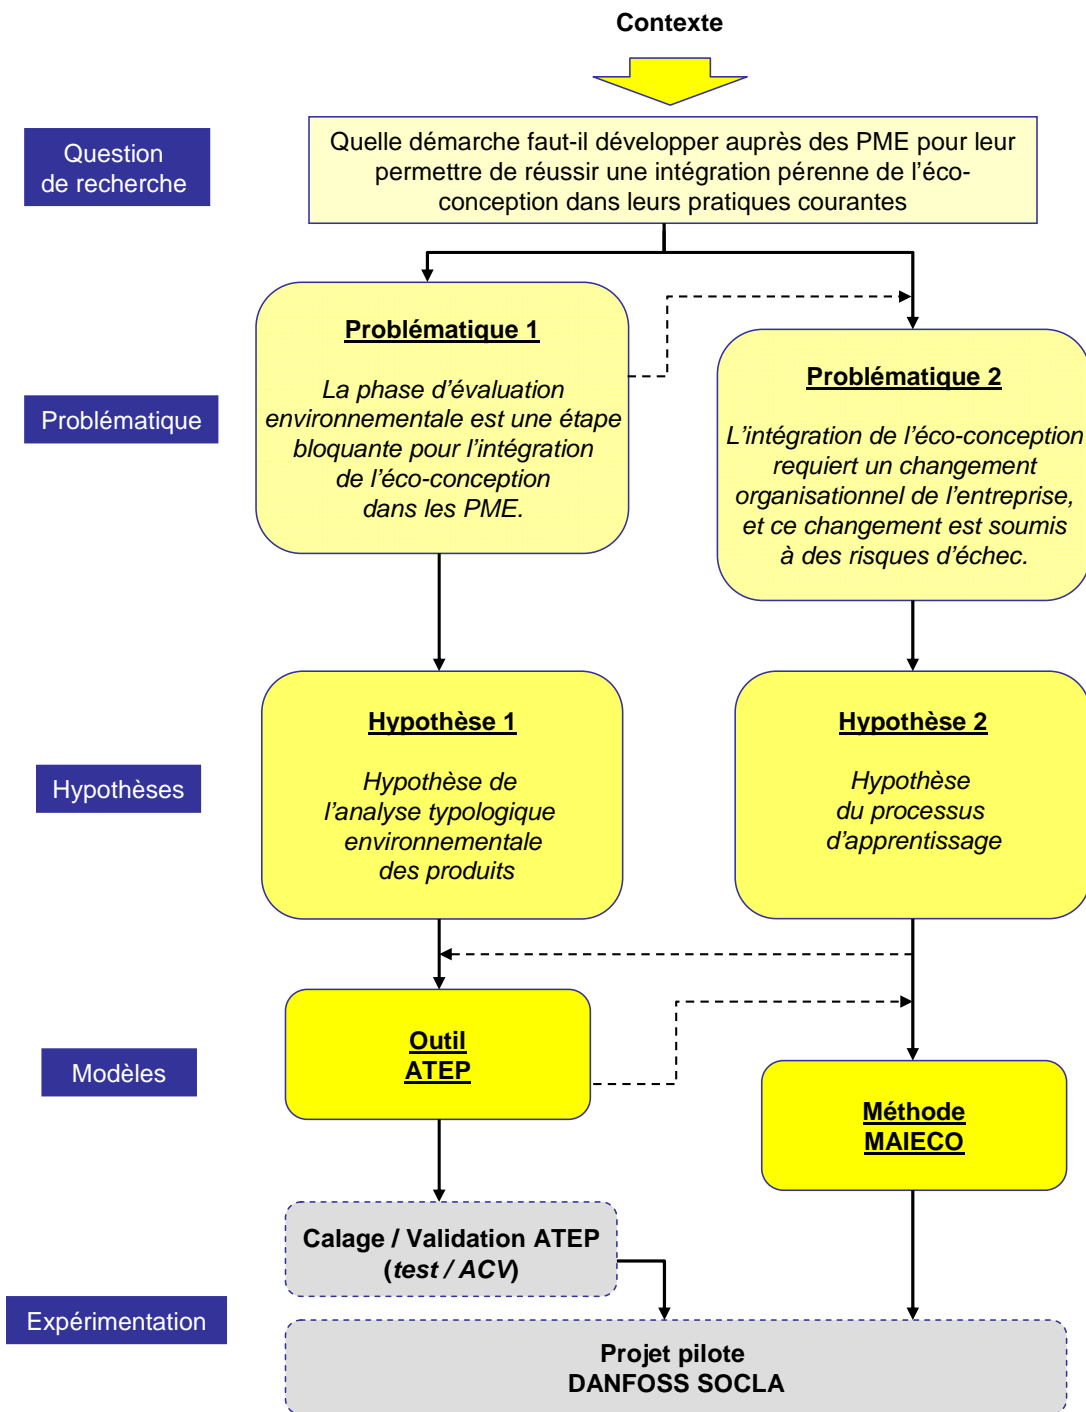 Contexte
Question
de recherche
Quelle démarche faut-il développer auprès des PME pour leur
permettre de réussir une intégration pérenne de l’éco-
conception dans leurs pratiques courantes
Problématique
Problématique 1
La phase d’évaluation
environnementale est une étape
bloquante pour l’intégration
de l’éco-conception
dans les PME.
Problématique 2
L’intégration de l’éco-conception
requiert un changement
organisationnel de l’entreprise,
et ce changement est soumis
à des risques d’échec.
Hypothèses
Hypothèse 1
Hypothèse de
l’analyse typologique
environnementale
des produits
Hypothèse 2
Hypothèse
du processus
d’apprentissage
Modèles
Outil
ATEP
Méthode
MAIECO
Expérimentation
Calage / Validation ATEP
(test / ACV)
Projet pilote
DANFOSS SOCLA